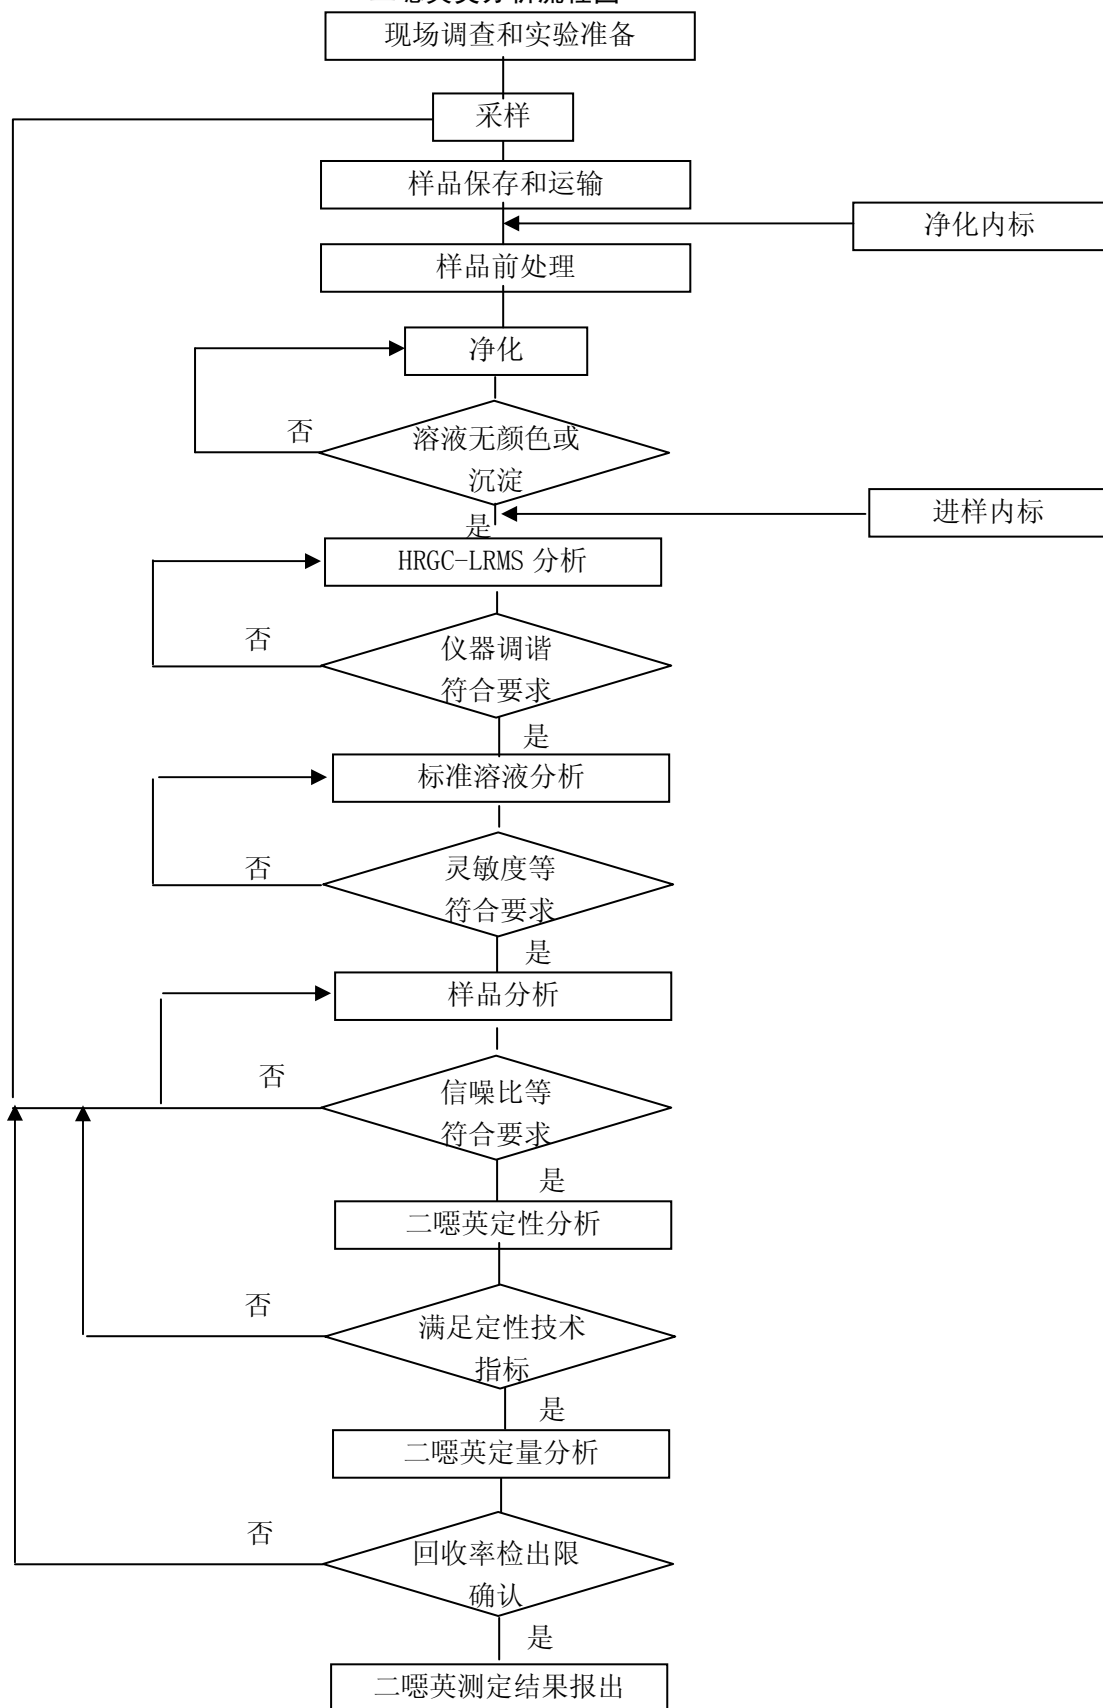 现场调查和实验准备
采样
样品保存和运输
净化内标
样品前处理
净化
否
溶液无颜色或
沉淀
是
进样内标
HRGC-LRMS 分析
否
仪器调谐
符合要求
是
标准溶液分析
否
灵敏度等
符合要求
是
样品分析
否
信噪比等
符合要求
是
二噁英定性分析
否
满足定性技术
指标
是
二噁英定量分析
否
回收率检出限
确认
是
二噁英测定结果报出